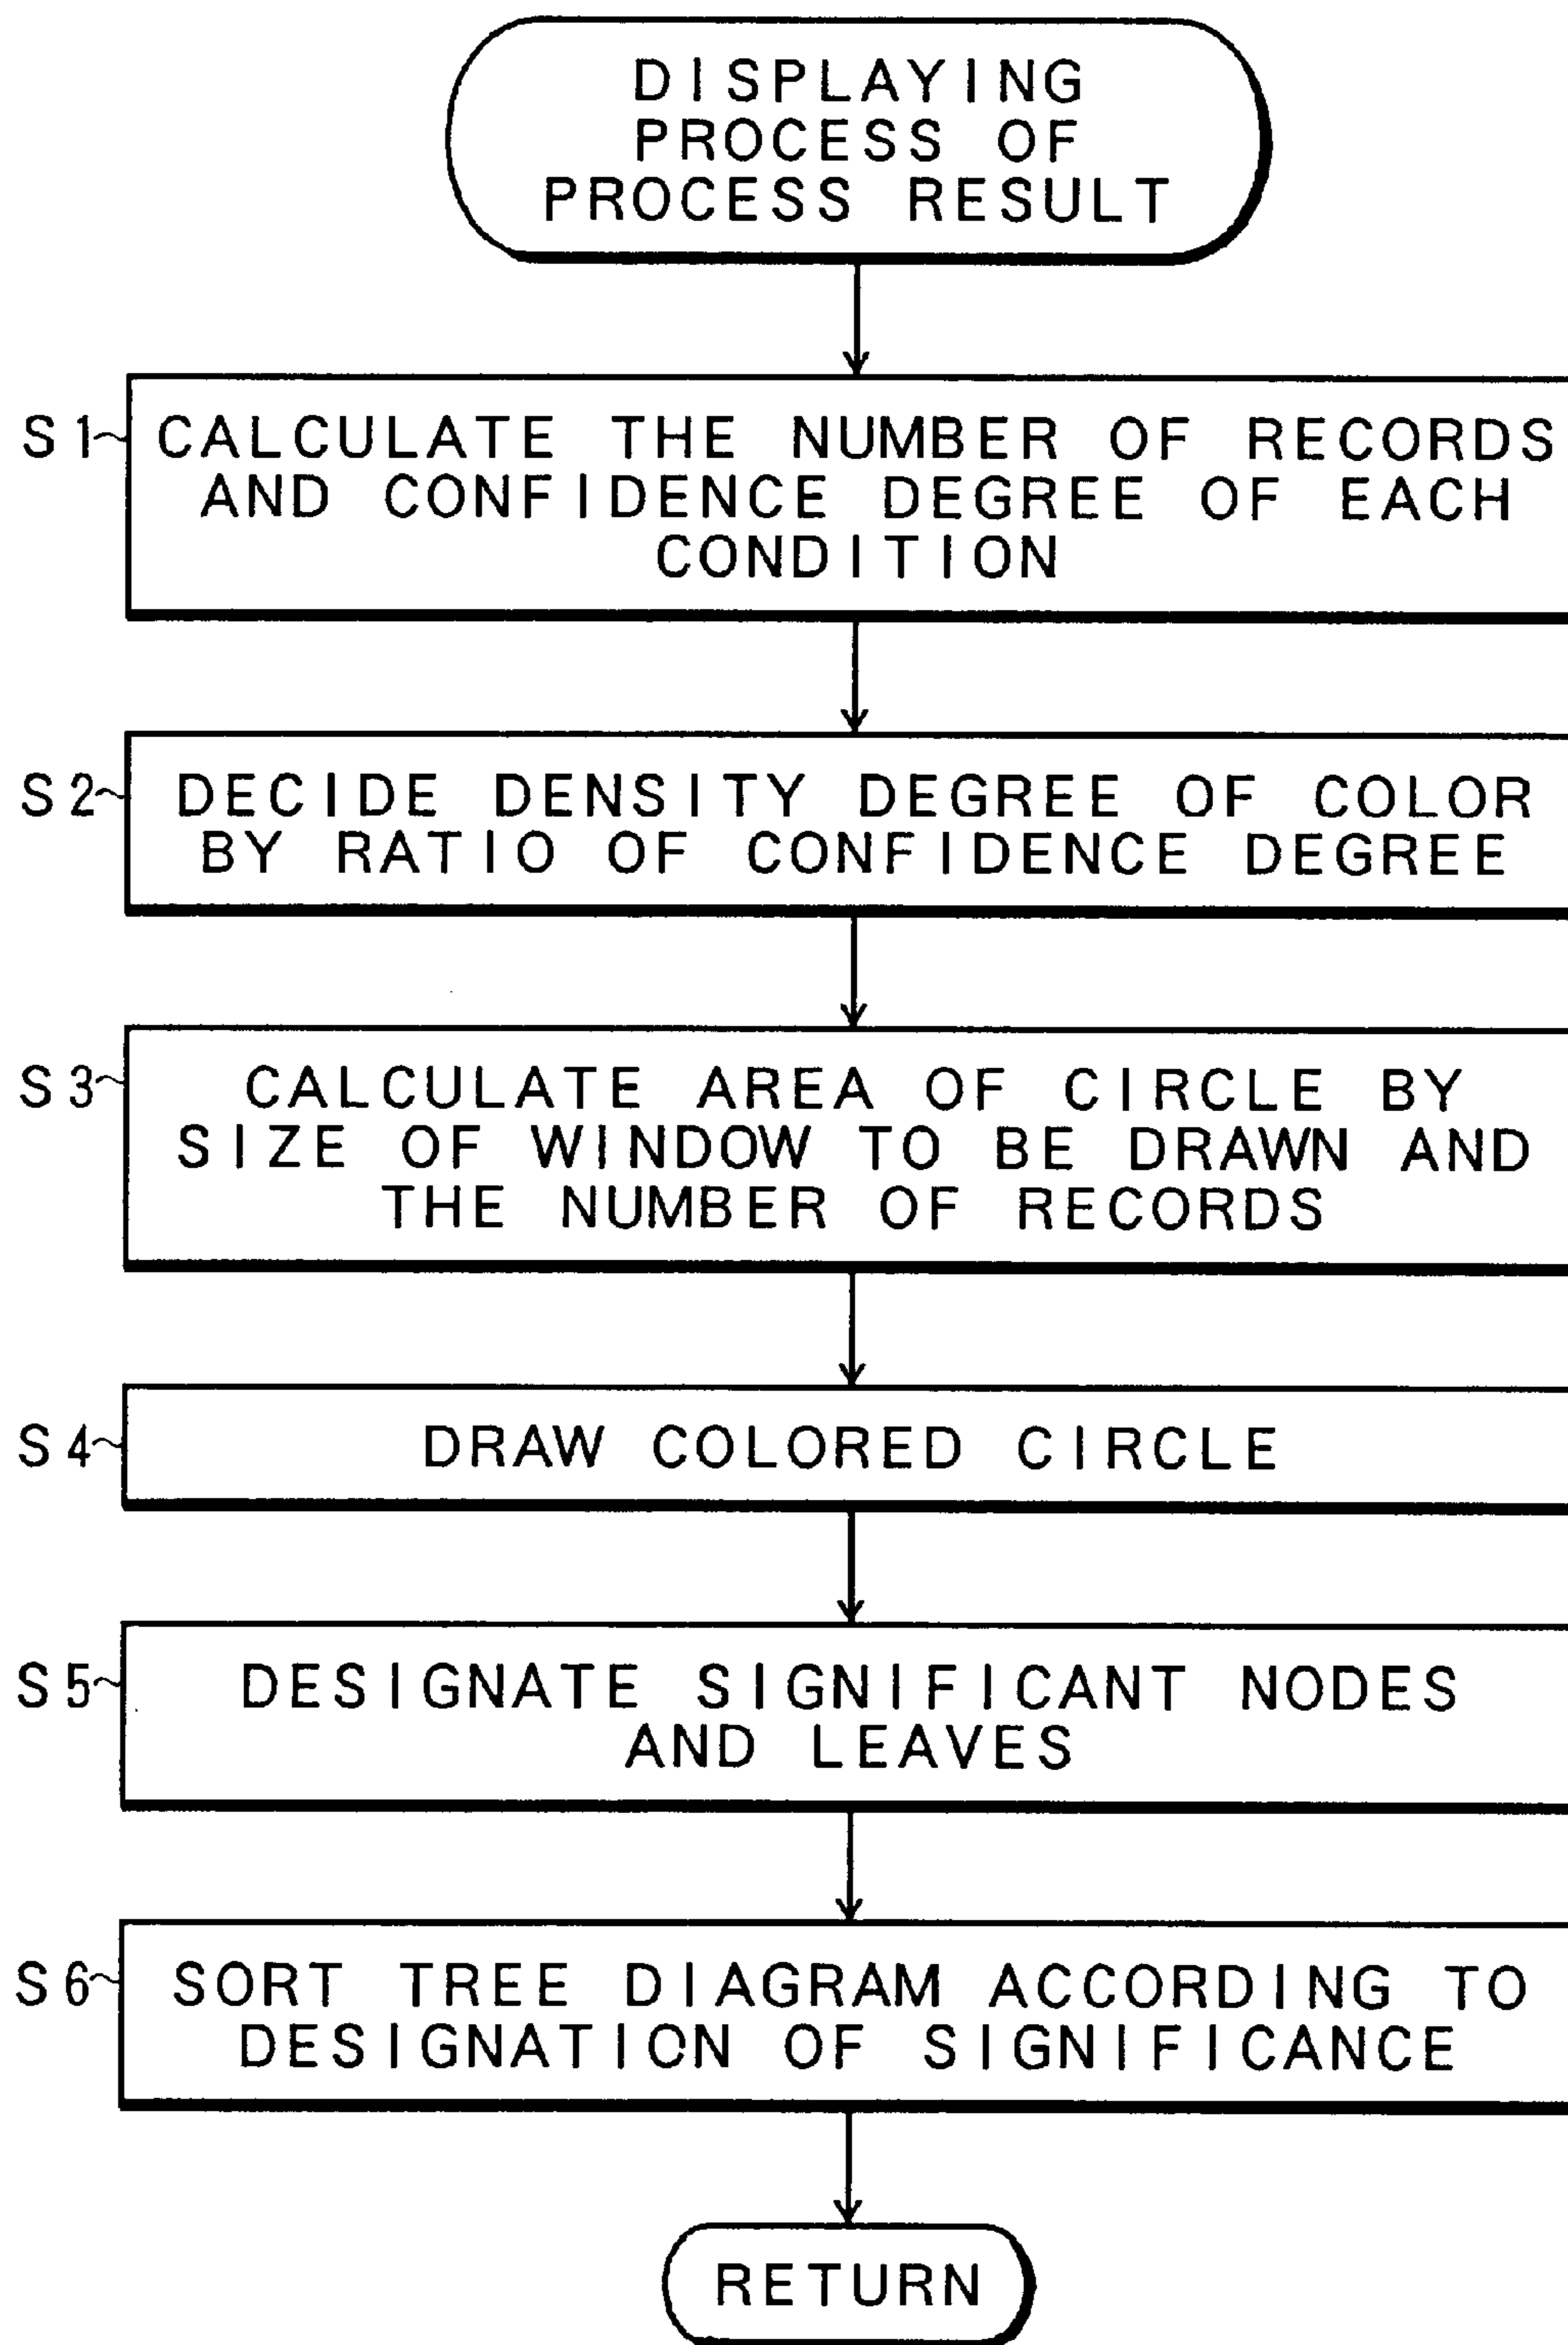 DISPLAYING
PROCESS OF
PROCESS RESULT
S1 CALCULATE THE NUMBER OF RECORDS
AND CONFIDENCE DEGREE OF EACH
CONDITION
S2 DECIDE DENSITY DEGREE OF COLOR
BY RATIO OF CONFIDENCE DEGREE
S3 CALCULATE AREA OF CIRCLE BY
SIZE OF WINDOW TO BE DRAWN AND
THE NUMBER OF RECORDS
S4 DRAW COLORED CIRCLE
S5 DESIGNATE SIGNIFICANT NODES
AND LEAVES
S6 SORT TREE DIAGRAM ACCORDING TO
DESIGNATION OF SIGNIFICANCE
RETURN